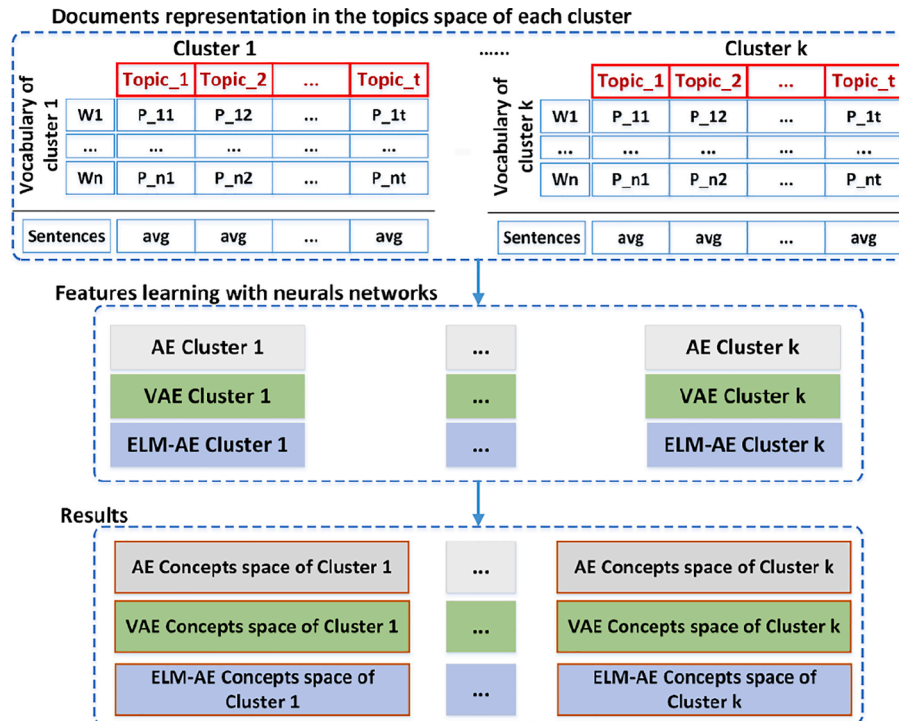 Documents representation in the topics space of each cluster
Cluster 1 ...... Cluster k
Vocabulary of cluster 1
Topic_1 Topic_2 ... Topic_t
W1 P_11 P_12 ... P_1t
... ... ... ... ...
Wn P_n1 P_n2 ... P_nt
Sentences avg avg ... avg
Vocabulary of cluster k
Topic_1 Topic_2 ... Topic_t
W1 P_11 P_12 ... P_1t
... ... ... ... ...
Wn P_n1 P_n2 ... P_nt
Sentences avg avg ... avg
Features learning with neurals networks
AE Cluster 1 ... AE Cluster k
VAE Cluster 1 ... VAE Cluster k
ELM-AE Cluster 1 ... ELM-AE Cluster k
Results
AE Concepts space of Cluster 1 ... AE Concepts space of Cluster k
VAE Concepts space of Cluster 1 ... VAE Concepts space of Cluster k
ELM-AE Concepts space of
Cluster 1
...
ELM-AE Concepts space of
Cluster k